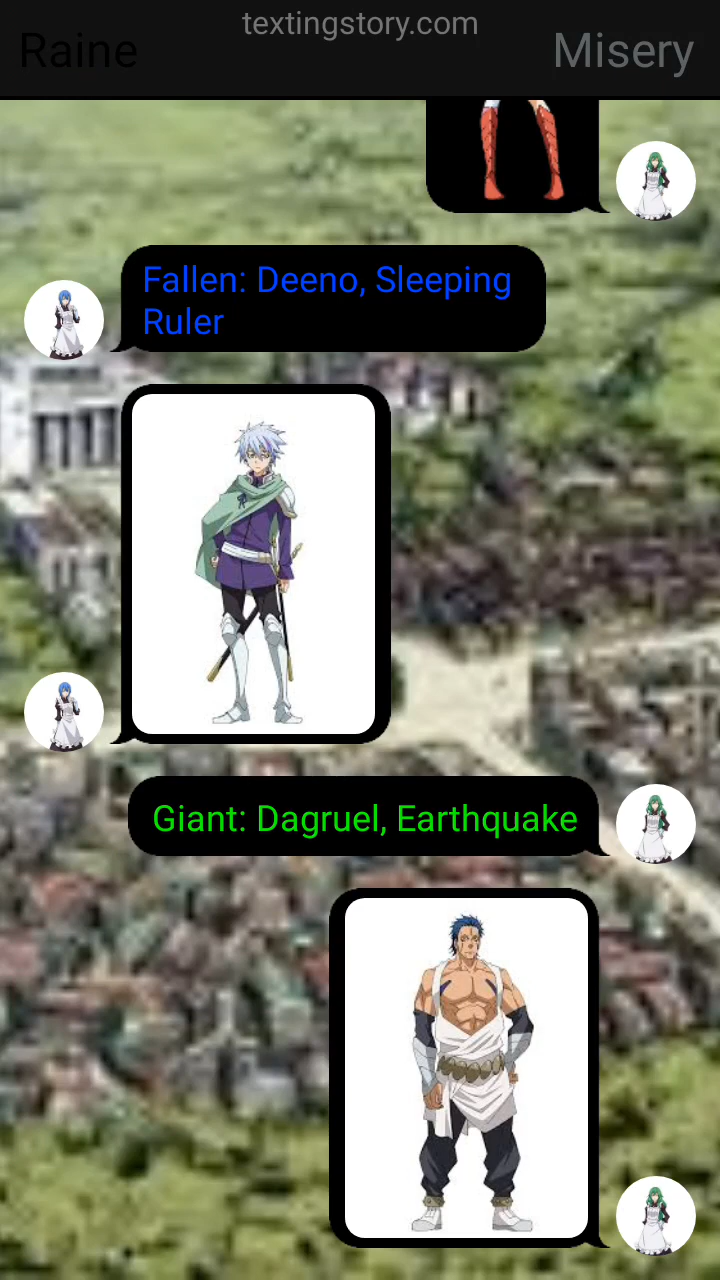 textingstory.com
Raine
Misery
Fallen: Deeno, Sleeping
Ruler
Giant: Dagruel, Earthquake